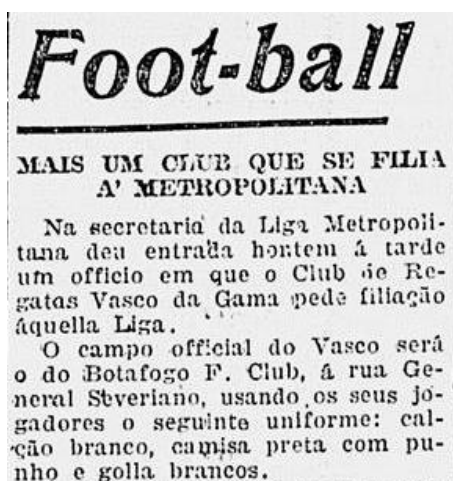 Foot-ball
MAIS UM CLUB QUE SE FILIA
A' METROPOLITANA
Na secretaria da Liga Metropoli-
tana deu entrada hontem á tarde
um officio em que o Club de Re-
gatas Vasco da Gama pede filiação
áquella Liga.
O campo official do Vasco será
o do Botafogo F. Club, á rua Ge-
neral Severiano, usando os seus jo-
gadores o seguinte uniforme: cal-
ção branco, camisa preta com pu-
nho e golla brancos.